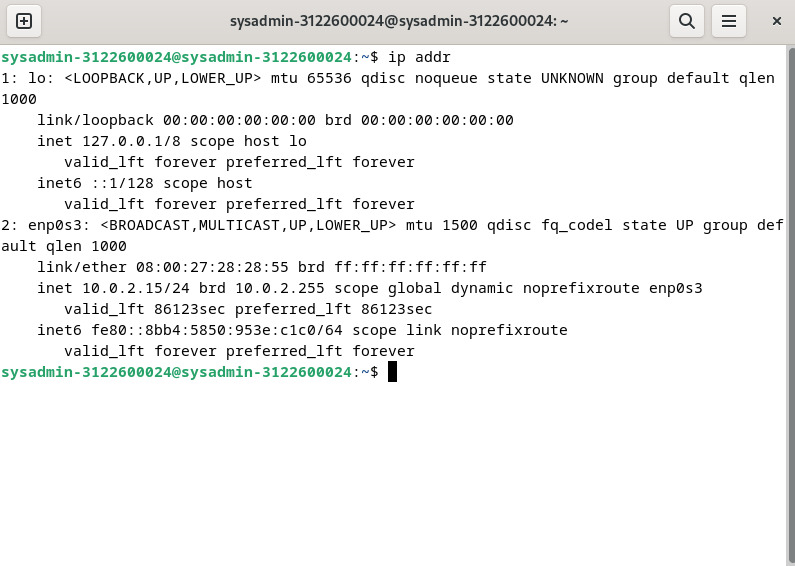 sysadmin-3122600024@sysadmin-3122600024: ~
sysadmin-3122600024@sysadmin-3122600024:~$ ip addr
1: lo: <LOOPBACK,UP,LOWER_UP> mtu 65536 qdisc noqueue state UNKNOWN group default qlen
1000
    link/loopback 00:00:00:00:00:00 brd 00:00:00:00:00:00
    inet 127.0.0.1/8 scope host lo
       valid_lft forever preferred_lft forever
    inet6 ::1/128 scope host
       valid_lft forever preferred_lft forever
2: enp0s3: <BROADCAST,MULTICAST,UP,LOWER_UP> mtu 1500 qdisc fq_codel state UP group def
ault qlen 1000
    link/ether 08:00:27:28:28:55 brd ff:ff:ff:ff:ff:ff
    inet 10.0.2.15/24 brd 10.0.2.255 scope global dynamic noprefixroute enp0s3
       valid_lft 86123sec preferred_lft 86123sec
    inet6 fe80::8bb4:5850:953e:c1c0/64 scope link noprefixroute
       valid_lft forever preferred_lft forever
sysadmin-3122600024@sysadmin-3122600024:~$